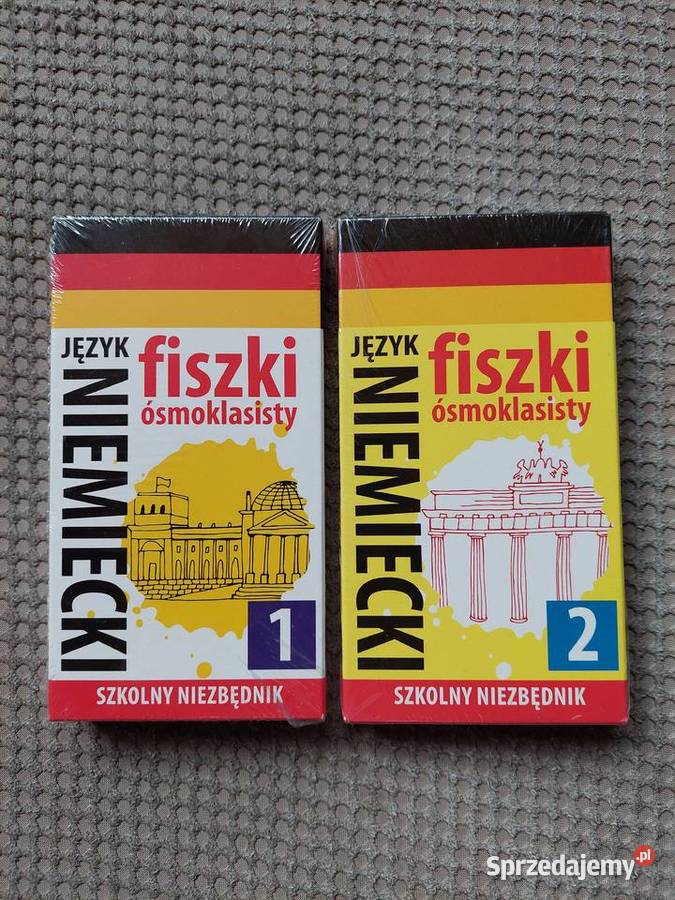 JĘZYK
NIEMIECKI
fiszki
ósmoklasisty
1
SZKOLNY NIEZBĘDNIK
JĘZYK
NIEMIECKI
fiszki
ósmoklasisty
2
SZKOLNY NIEZBĘDNIK
Sprzedajemy.pl